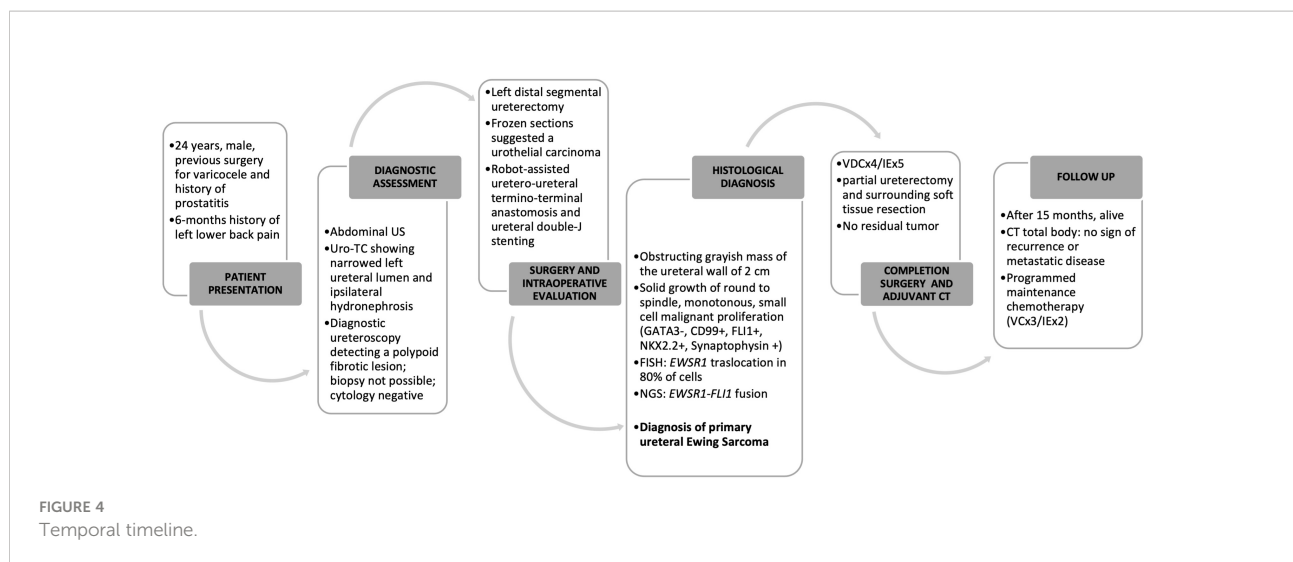 •24 years, male,
previous surgery
for varicocele and
history of
prostatitis
•6-months history of
left lower back pain
PATIENT
PRESENTATION
DIAGNOSTIC
ASSESSMENT
•Abdominal US
•Uro-TC showing
narrowed left
ureteral lumen and
ipsilateral
hydronephrosis
•Diagnostic
ureteroscopy
detecting a polypoid
fibrotic lesion;
biopsy not possible;
cytology negative
•Left distal segmental
ureterectomy
•Frozen sections
suggested a
urothelial carcinoma
•Robot-assisted
uretero-ureteral
termino-terminal
anastomosis and
ureteral double-J
stenting
SURGERY AND
INTRAOPERATIVE
EVALUATION
HISTOLOGICAL
DIAGNOSIS
•Obstructing grayish mass of
the ureteral wall of 2 cm
•Solid growth of round to
spindle, monotonous, small
cell malignant proliferation
(GATA3-, CD99+, FLI1+,
NKX2.2+, Synaptophysin +)
•FISH: EWSR1 traslocation in
80% of cells
•NGS: EWSR1-FLI1 fusion
•Diagnosis of primary
ureteral Ewing Sarcoma
•VDCx4/IEx5
•partial ureterectomy
and surrounding soft
tissue resection
•No residual tumor
COMPLETION
SURGERY AND
ADJUVANT CT
FOLLOW UP
•After 15 months, alive
•CT total body: no sign of
recurrence or
metastatic disease
•Programmed
maintenance
chemotherapy
(VCx3/IEx2)
FIGURE 4
Temporal timeline.